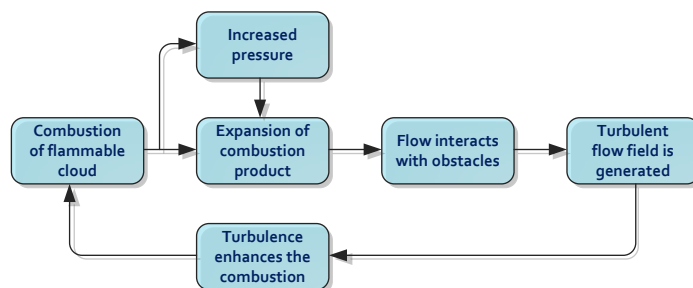 Increased
pressure
Combustion
of flammable
cloud
Expansion of
combustion
product
Flow interacts
with obstacles
Turbulent
flow field is
generated
Turbulence
enhances the
combustion